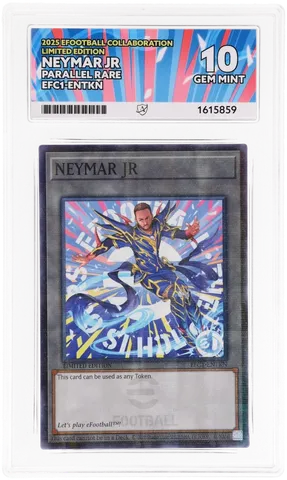 2025 EFOOTBALL COLLABORATION
LIMITED EDITION
NEYMAR JR
PARALLEL RARE
EFC1-ENTKN
10
GEM MINT
1615859
NEYMAR JR
LIMITED EDITION
This card can be used as any Token.
FOOTBALL
Let's play eFootball™